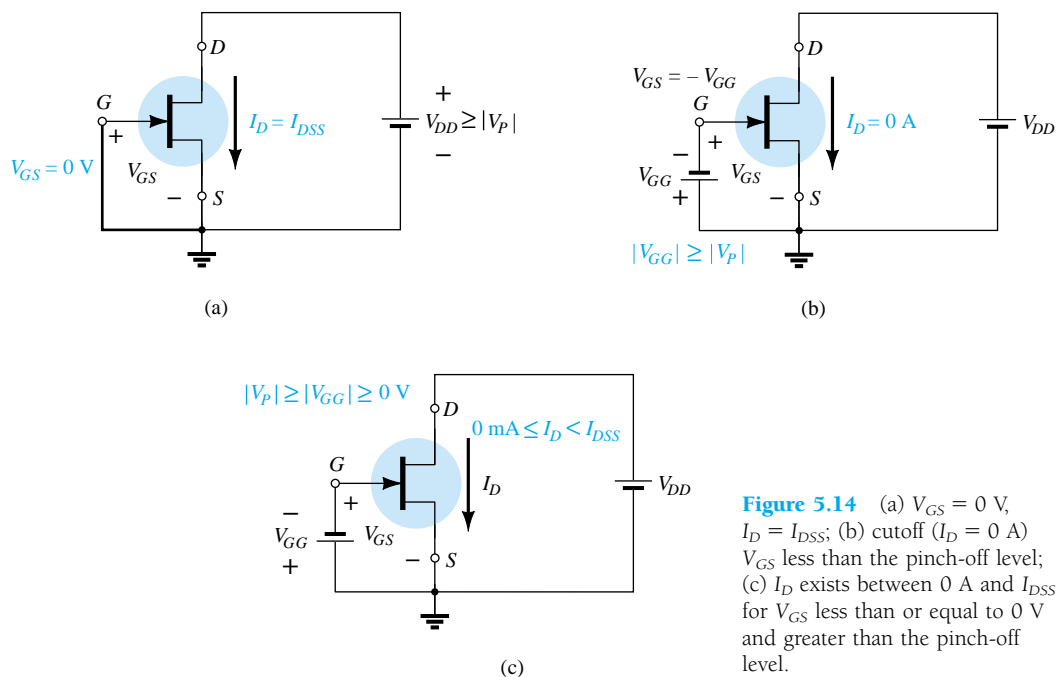 D
G
+
V_GS = 0 V
V_GS
−
S
I_D = I_DSS
+
V_DD ≥ |V_P|
−
(a)
D
V_GS = − V_GG
G
+
−
V_GG
+
V_GS
−
S
I_D = 0 A
V_DD
|V_GG| ≥ |V_P|
(b)
|V_P| ≥ |V_GG| ≥ 0 V
D
0 mA ≤ I_D < I_DSS
G
+
−
V_GG
+
V_GS
−
S
I_D
V_DD
(c)
Figure 5.14 (a) V_GS = 0 V,
I_D = I_DSS; (b) cutoff (I_D = 0 A)
V_GS less than the pinch-off level;
(c) I_D exists between 0 A and I_DSS
for V_GS less than or equal to 0 V
and greater than the pinch-off
level.